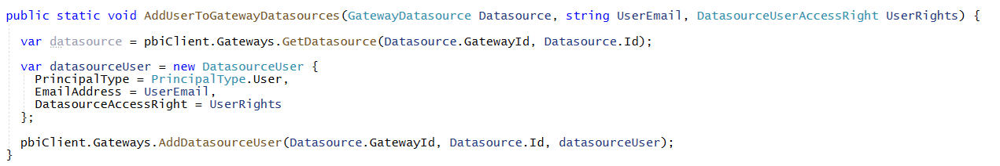 public static void AddUserToGatewayDatasources(GatewayDatasource Datasource, string UserEmail, DatasourceUserAccessRight UserRights) {
var datasource = pbiClient.Gateways.GetDatasource(Datasource.GatewayId, Datasource.Id);
var datasourceUser = new DatasourceUser {
PrincipalType = PrincipalType.User,
EmailAddress = UserEmail,
DatasourceAccessRight = UserRights
};
pbiClient.Gateways.AddDatasourceUser(Datasource.GatewayId, Datasource.Id, datasourceUser);
}